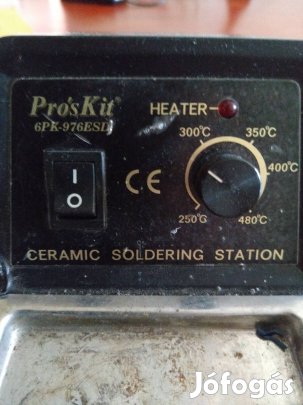 Pro'sKit®
HEATER
6PK-976ESD
300°C
350°C
400°C
250°C
480°C
I
O
CE
CERAMIC SOLDERING STATION
Jófogás